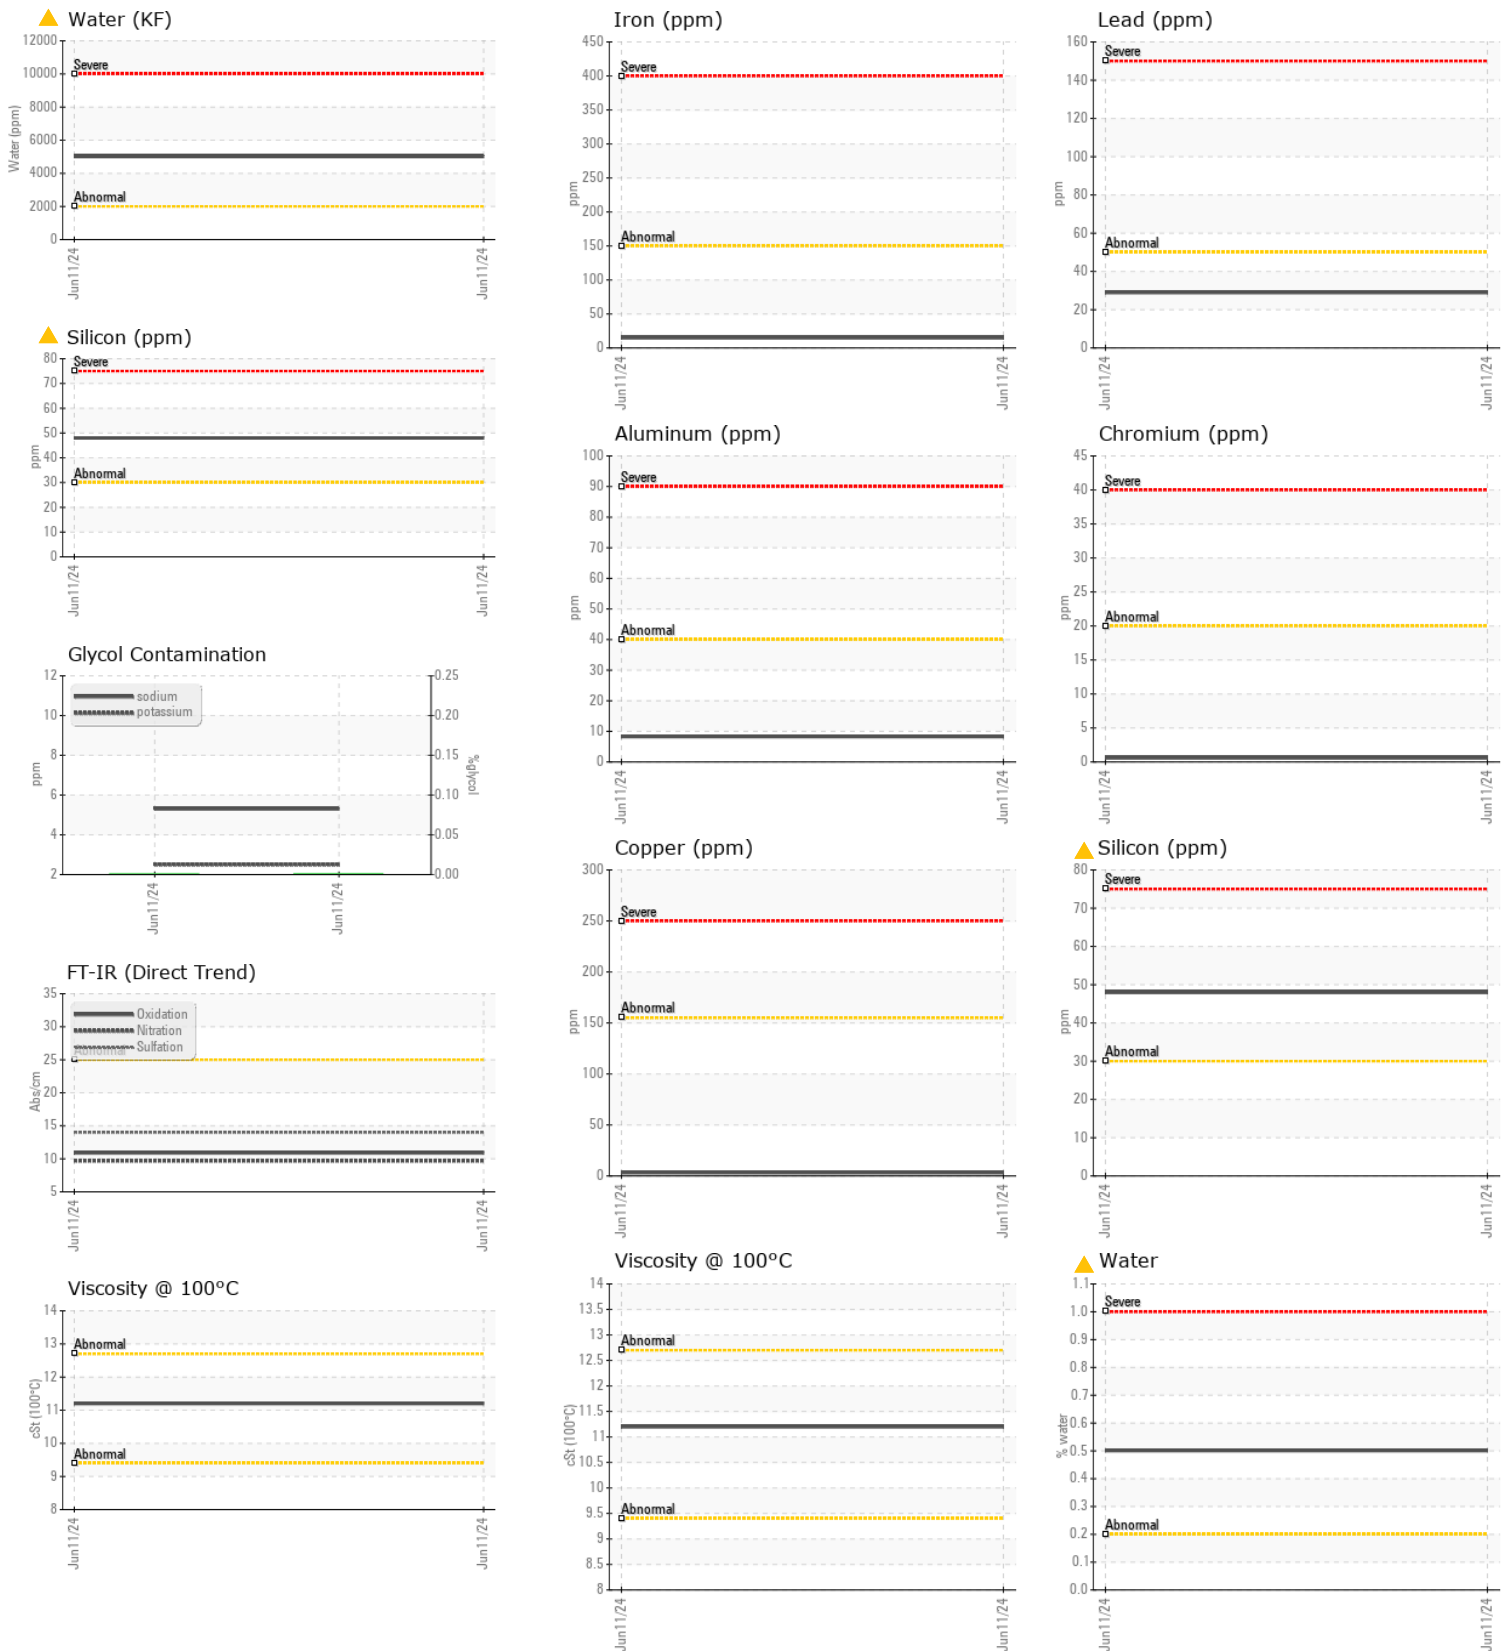 Water (KF)
12000
10000
8000
6000
4000
2000
0
Water (ppm)
Severe
Abnormal
Jun11/24
Jun11/24
Silicon (ppm)
80
70
60
50
40
30
20
10
0
ppm
Severe
Abnormal
Jun11/24
Jun11/24
Glycol Contamination
12
10
8
6
4
2
ppm
sodium
potassium
0.25
0.20
0.15
0.10
0.05
0.00
%glycol
Jun11/24
Jun11/24
FT-IR (Direct Trend)
35
30
25
20
15
10
5
Abs/cm
Oxidation
Nitration
Sulfation
Abnormal
Jun11/24
Jun11/24
Viscosity @ 100°C
14
13
12
11
10
9
8
cSt (100°C)
Abnormal
Abnormal
Jun11/24
Jun11/24
Iron (ppm)
450
400
350
300
250
200
150
100
50
0
ppm
Severe
Abnormal
Jun11/24
Jun11/24
Aluminum (ppm)
100
90
80
70
60
50
40
30
20
10
0
ppm
Severe
Abnormal
Jun11/24
Jun11/24
Copper (ppm)
300
250
200
150
100
50
0
ppm
Severe
Abnormal
Jun11/24
Jun11/24
Viscosity @ 100°C
14
13.5
13
12.5
12
11.5
11
10.5
10
9.5
9
8.5
8
cSt (100°C)
Abnormal
Abnormal
Jun11/24
Jun11/24
Lead (ppm)
160
140
120
100
80
60
40
20
0
ppm
Severe
Abnormal
Jun11/24
Jun11/24
Chromium (ppm)
45
40
35
30
25
20
15
10
5
0
ppm
Severe
Abnormal
Jun11/24
Jun11/24
Silicon (ppm)
80
70
60
50
40
30
20
10
0
ppm
Severe
Abnormal
Jun11/24
Jun11/24
Water
1.1
1.0
0.9
0.8
0.7
0.6
0.5
0.4
0.3
0.2
0.1
0.0
% water
Severe
Abnormal
Jun11/24
Jun11/24